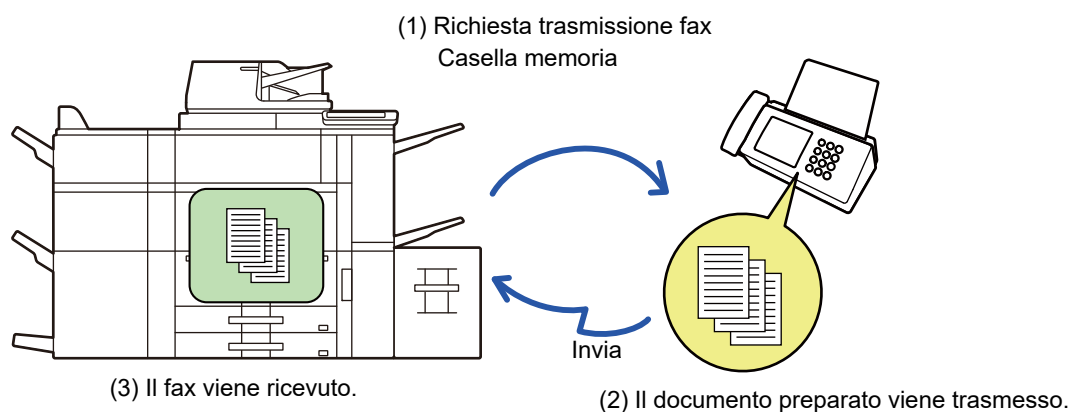 (1) Richiesta trasmissione fax
Casella memoria
Invia
(3) Il fax viene ricevuto.
(2) Il documento preparato viene trasmesso.